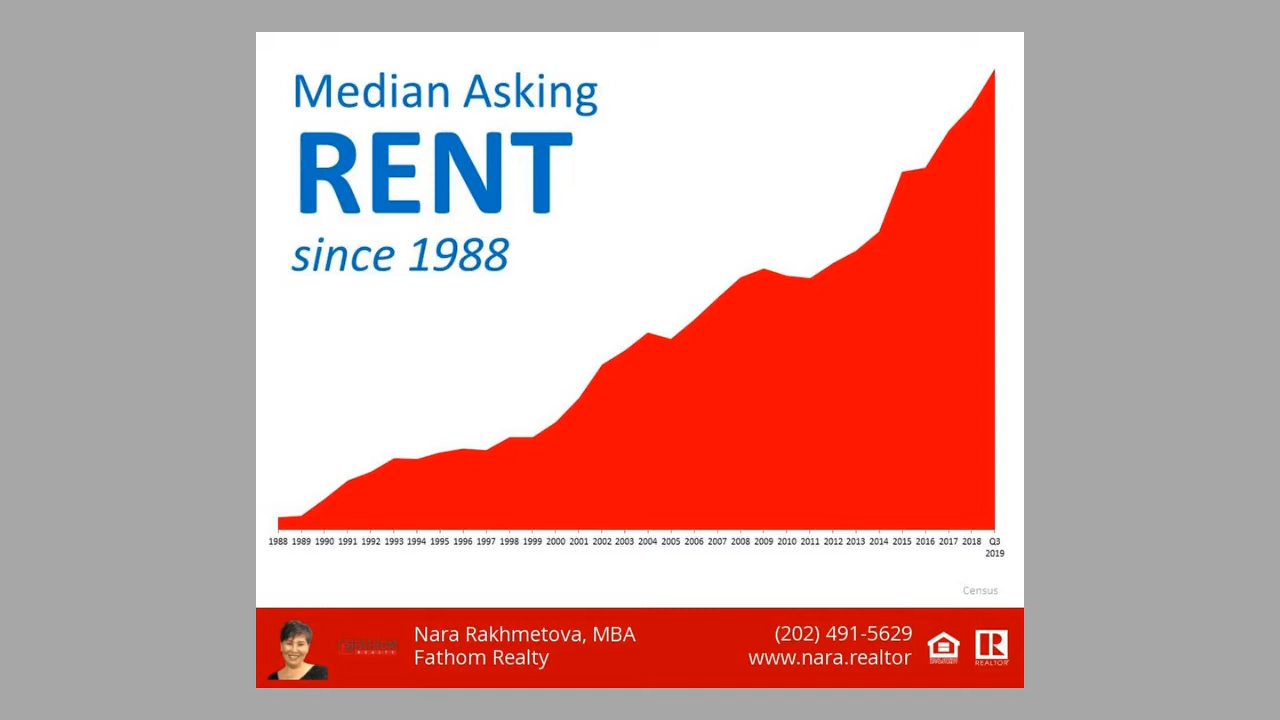 Median Asking
RENT
since 1988
1988 1989 1990 1991 1992 1993 1994 1995 1996 1997 1998 1999 2000 2001 2002 2003 2004 2005 2006 2007 2008 2009 2010 2011 2012 2013 2014 2015 2016 2017 2018 Q3
2019
Census
Nara Rakhmetova, MBA
Fathom Realty
(202) 491-5629
www.nara.realtor
REALTY
REALTOR